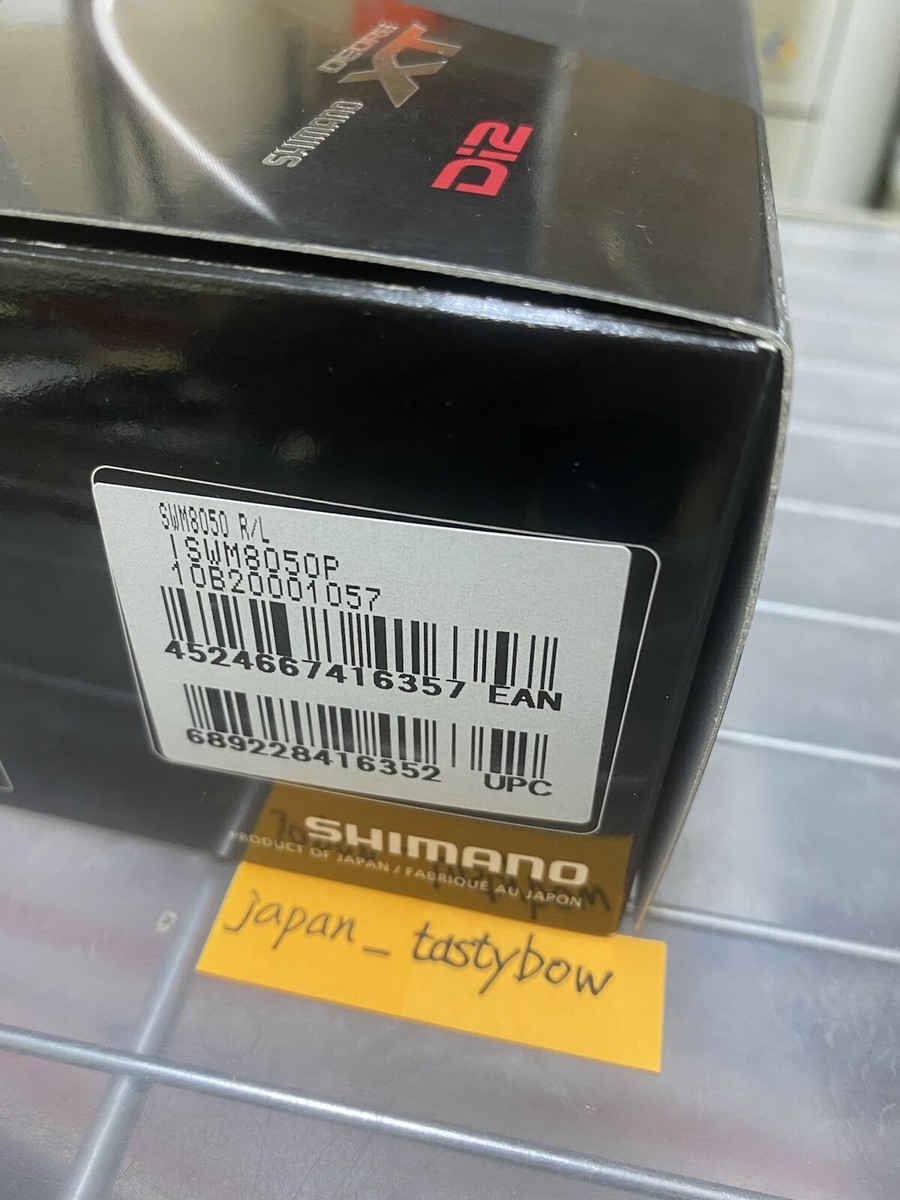 DEORE
XT
SHIMANO
Di2
SWM8050 R/L
ISWM8050P
10B20001057
4524667416357 EAN
689228416352 UPC
SHIMANO
PRODUCT OF JAPAN / FABRIQUÉ AU JAPON
japan_tastybow